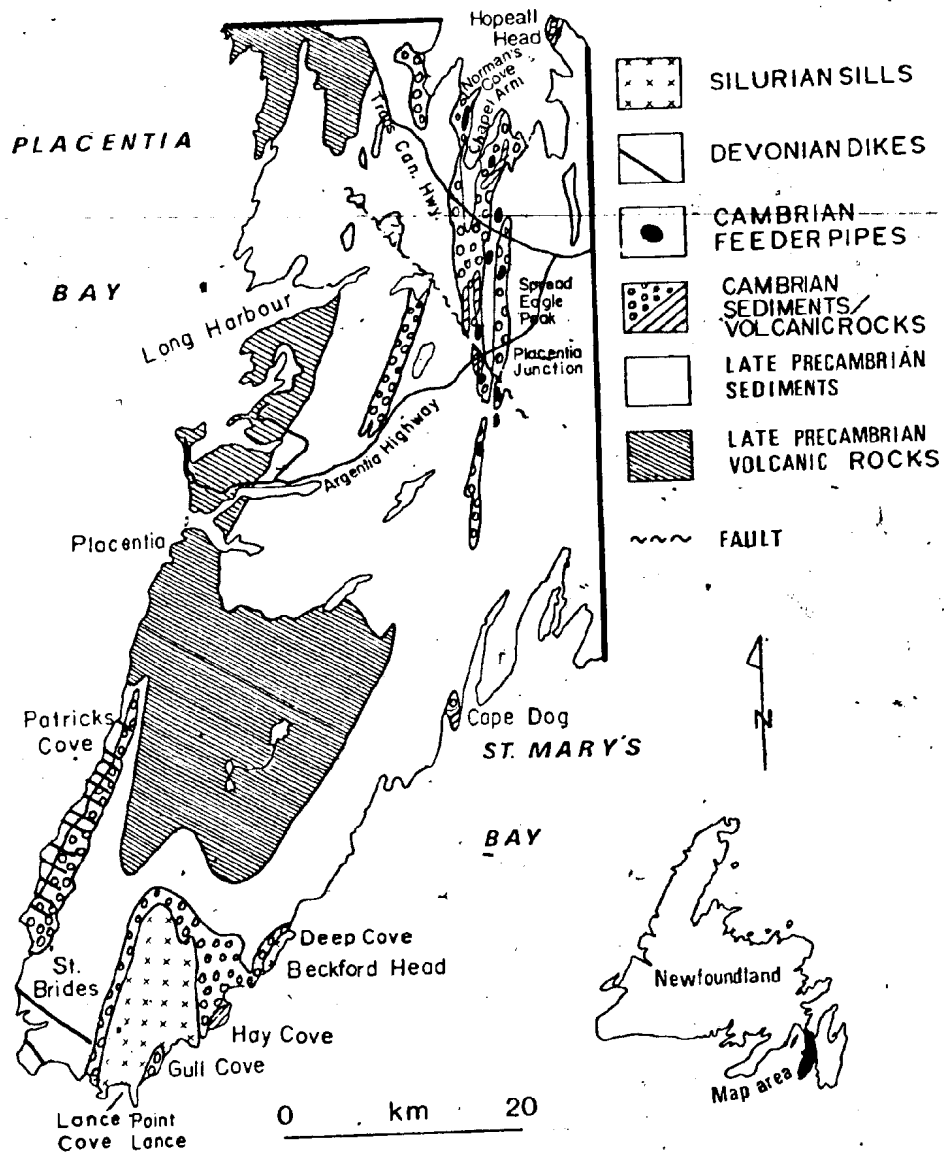 Hopeall
Head
Norman's
Cove
Chapel Arm
Trans Can. Hwy
PLACENTIA
BAY
Long Harbour
Spread
Eagle
Peak
Placentia
Junction
Argentia Highway
Placentia
Patricks
Cove
Cape Dog
ST. MARY'S
BAY
Deep Cove
Beckford Head
St.
Brides
Hay Cove
Gull Cove
Lance
Cove
Point
Lance
0 km 20
SILURIAN SILLS
DEVONIAN DIKES
CAMBRIAN
FEEDER PIPES
CAMBRIAN
SEDIMENTS/
VOLCANIC ROCKS
LATE PRECAMBRIAN
SEDIMENTS
LATE PRECAMBRIAN
VOLCANIC ROCKS
FAULT
N
Newfoundland
Map area